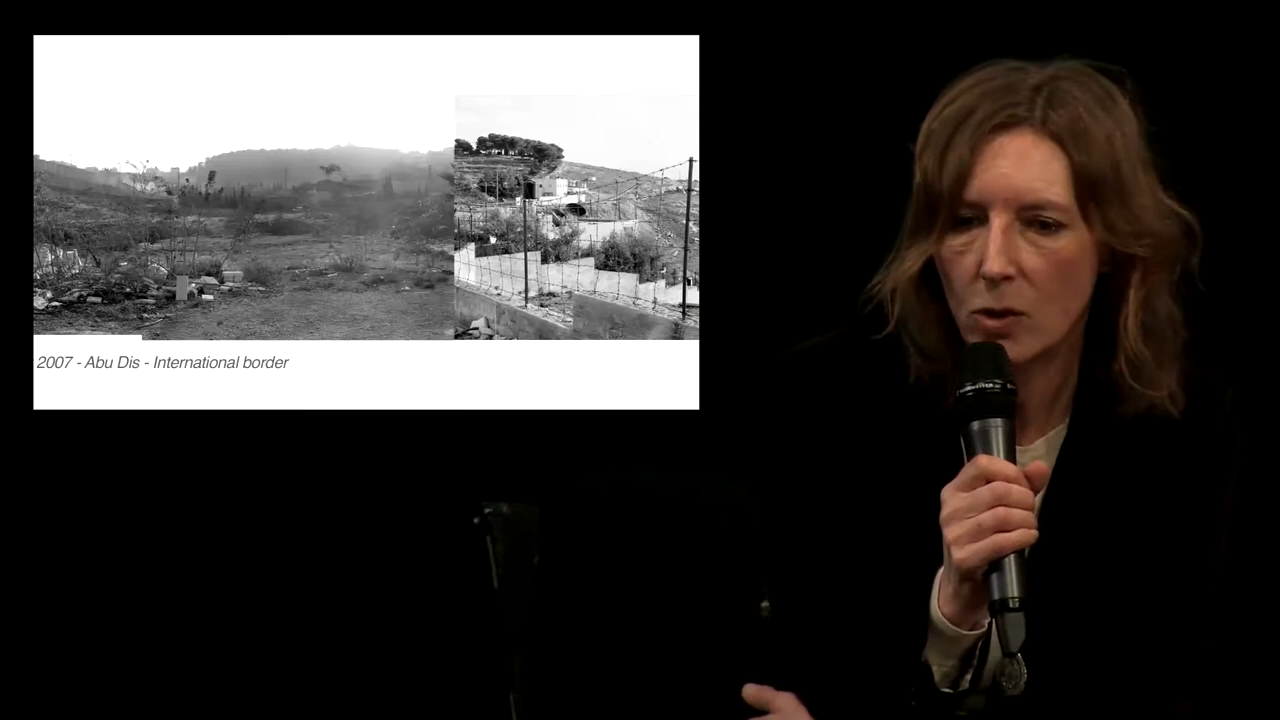 2007 - Abu Dis - International border